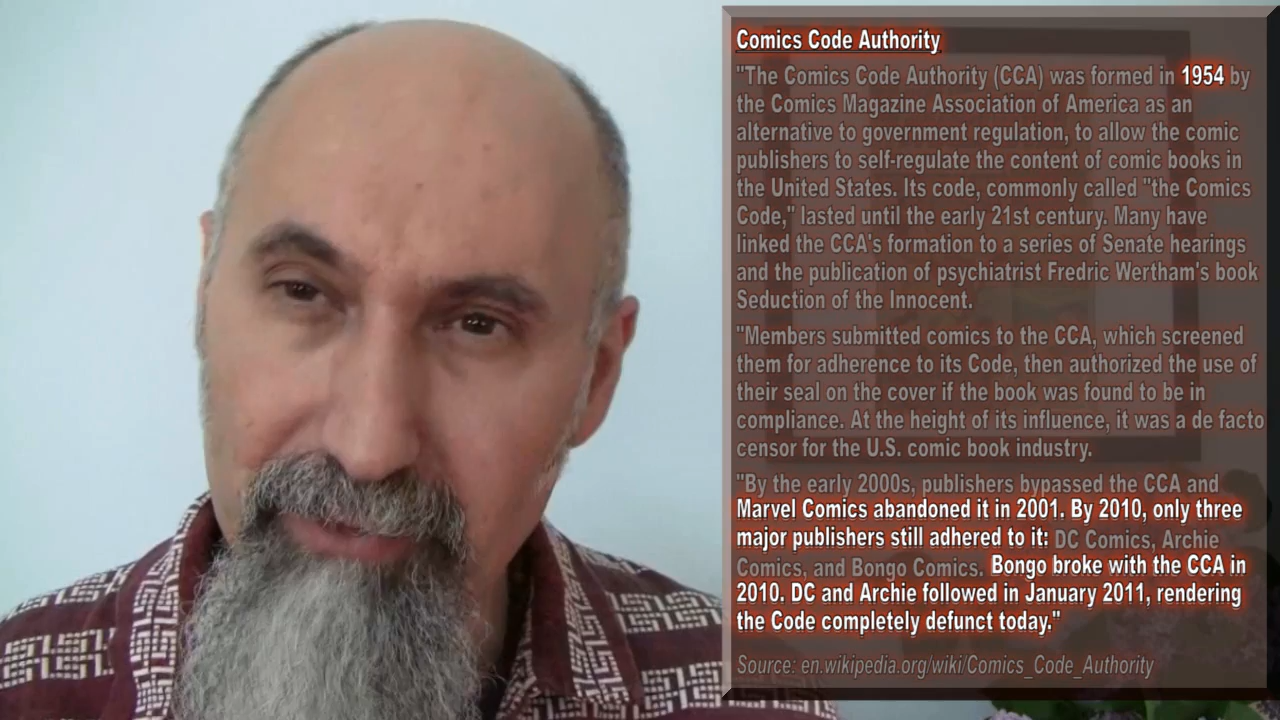 Comics Code Authority
"The Comics Code Authority (CCA) was formed in 1954 by
the Comics Magazine Association of America as an
alternative to government regulation, to allow the comic
publishers to self-regulate the content of comic books in
the United States. Its code, commonly called "the Comics
Code," lasted until the early 21st century. Many have
linked the CCA's formation to a series of Senate hearings
and the publication of psychiatrist Fredric Wertham's book
Seduction of the Innocent.
"Members submitted comics to the CCA, which screened
them for adherence to its Code, then authorized the use of
their seal on the cover if the book was found to be in
compliance. At the height of its influence, it was a de facto
censor for the U.S. comic book industry.
"By the early 2000s, publishers bypassed the CCA and
Marvel Comics abandoned it in 2001. By 2010, only three
major publishers still adhered to it: DC Comics, Archie
Comics, and Bongo Comics. Bongo broke with the CCA in
2010. DC and Archie followed in January 2011, rendering
the Code completely defunct today."
Source: en.wikipedia.org/wiki/Comics_Code_Authority